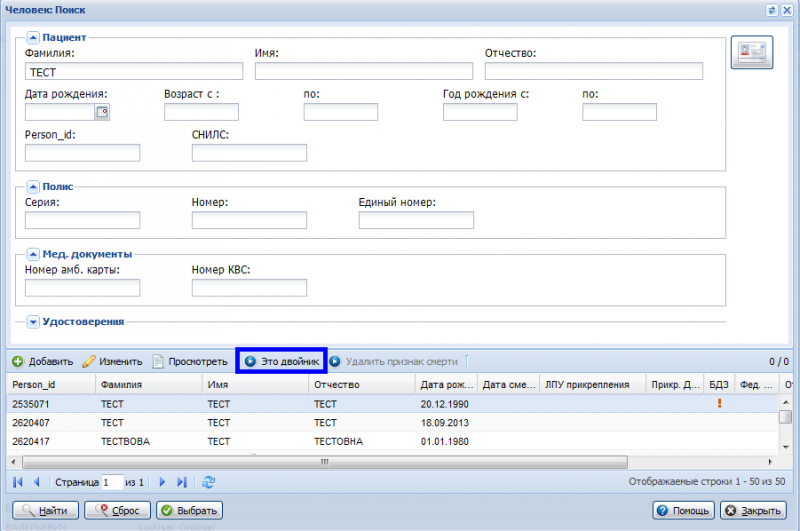 Человек: Поиск
Пациент
Фамилия: Имя: Отчество:
ТЕСТ
Дата рождения: Возраст с : по: Год рождения с: по:
Person_id: СНИЛС:
Полис
Серия: Номер: Единый номер:
Мед. документы
Номер амб. карты: Номер КВС:
Удостоверения
Добавить Изменить Просмотреть Это двойник Удалить признак смерти 0 / 0
Person_id Фамилия Имя Отчество Дата рож... Дата сме... ЛПУ прикрепления Прикр. Д... БДЗ Фед. ...
2535071 ТЕСТ ТЕСТ ТЕСТ 20.12.1990 !
2620407 ТЕСТ ТЕСТ ТЕСТ 18.09.2013
2620417 ТЕСТВОВА ТЕСТ ТЕСТОВНА 01.01.1980
Страница 1 из 1 Отображаемые строки 1 - 50 из 50
Найти Сброс Выбрать Помощь Закрыть